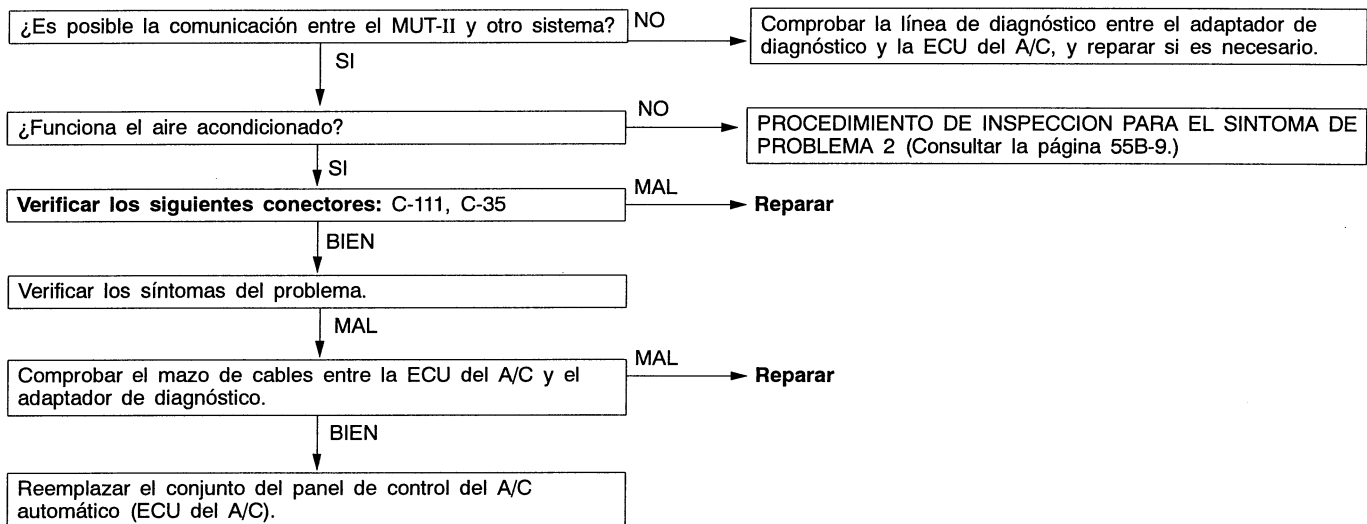 ¿Es posible la comunicación entre el MUT-II y otro sistema?
NO
Comprobar la línea de diagnóstico entre el adaptador de
diagnóstico y la ECU del A/C, y reparar si es necesario.
SI
¿Funciona el aire acondicionado?
NO
PROCEDIMIENTO DE INSPECCION PARA EL SINTOMA DE
PROBLEMA 2 (Consultar la página 55B-9.)
SI
Verificar los siguientes conectores: C-111, C-35
MAL
Reparar
BIEN
Verificar los síntomas del problema.
MAL
Comprobar el mazo de cables entre la ECU del A/C y el
adaptador de diagnóstico.
MAL
Reparar
BIEN
Reemplazar el conjunto del panel de control del A/C
automático (ECU del A/C).